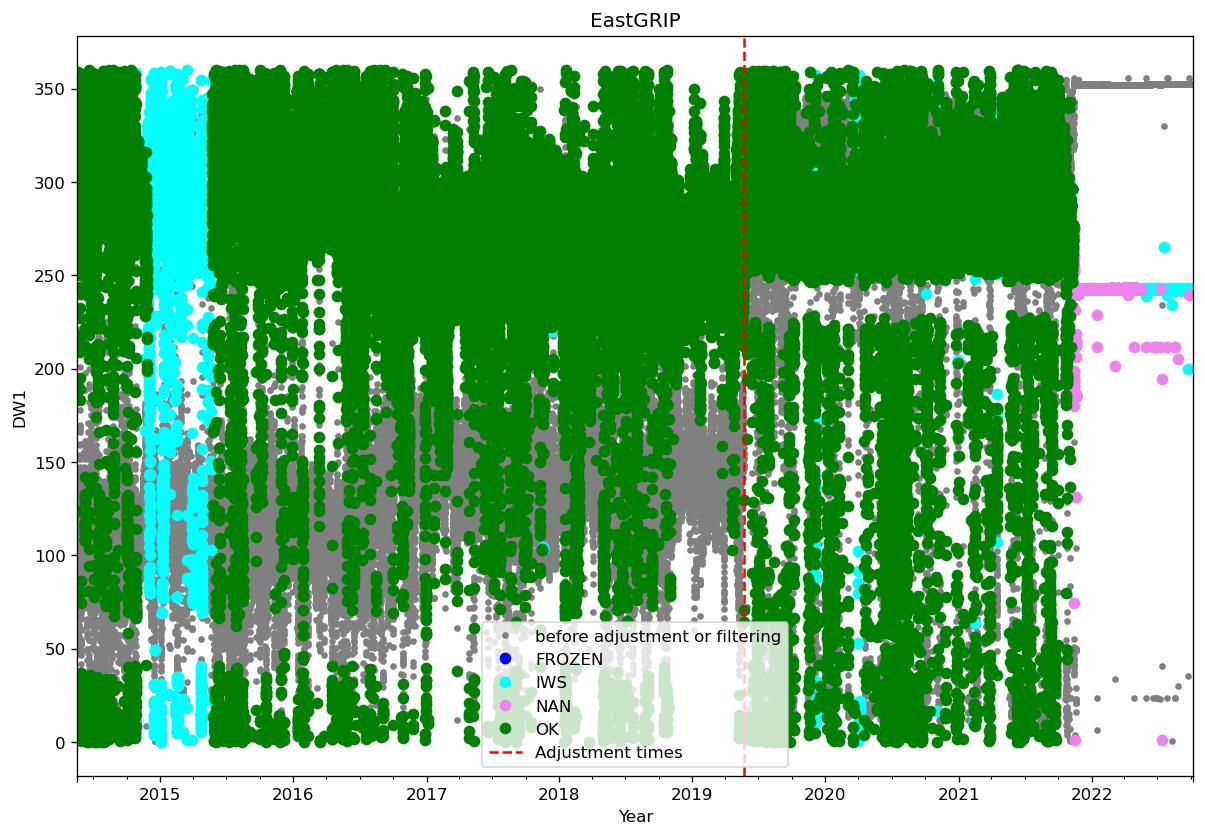 EastGRIP
350
300
250
200
150
100
50
0
DW1
before adjustment or filtering
FROZEN
IWS
NAN
OK
Adjustment times
2015 2016 2017 2018 2019 2020 2021 2022
Year